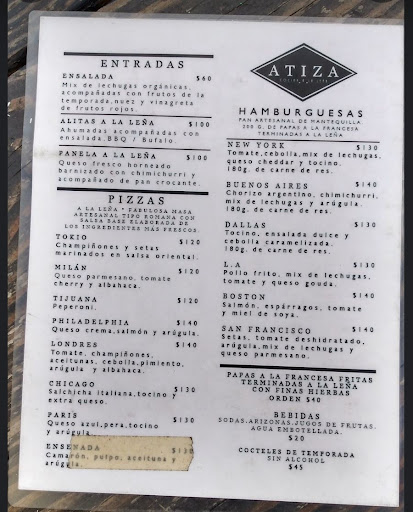 ENTRADAS
ENSALADA $60
Mix de lechugas orgánicas,
acompañadas con frutos de la
temporada,nuez y vinagreta
de frutos rojos.
ALITAS A LA LEÑA $100
Ahumadas acompañadas con
ensalada.BBQ / Bufalo.
PANELA A LA LEÑA $100
Queso fresco horneado
barnizado con chimichurri y
acompañado de pan crocante.
PIZZAS
A LA LEÑA * FABULOSA MASA
ARTESANAL TIPO ROMANA CON
SALSA BASE ELABORADA DE
LOS INGREDIENTES MÁS FRESCOS
TOKIO $120
Champiñones y setas
marinados en salsa oriental.
MILÁN $120
Queso parmesano, tomate
cherry y albahaca.
TIJUANA $120
Peperoni.
PHILADELPHIA $140
Queso crema,salmón y arúgula.
LONDRES $140
Tomate, champiñones,
aceitunas, cebolla,pimiento,
arúgula y albahaca.
CHICAGO $130
Salchicha italiana,tocino y
extra queso.
PARÍS $130
Queso azul,pera,tocino
y arúgula.
ENSENADA $130
Camarón, pulpo, aceituna y
arúgula.
ATIZA
HAMBURGUESAS
PAN ARTESANAL DE MANTEQUILLA
200 G. DE PAPAS A LA FRANCESA
TERMINADAS A LA LEÑA
NEW YORK $130
Tomate,cebolla,mix de lechugas,
queso cheddar y tocino.
180g. de carne de res.
BUENOS AIRES $140
Chorizo argentino, chimichurri,
mix de lechugas y arúgula.
180g. de carne de res.
DALLAS $130
Tocino, ensalada dulce y
cebolla caramelizada.
180g. de carne de res.
L.A $130
Pollo frito, mix de lechugas,
tomate y queso gouda.
BOSTON $140
Salmón, espárragos, tomate
y miel de soya.
SAN FRANCISCO $140
Setas, tomate deshidratado,
arúgula,mix de lechugas y
queso parmesano.
PAPAS A LA FRANCESA FRITAS
TERMINADAS A LA LEÑA
CON FINAS HIERBAS
ORDEN $40
BEBIDAS
SODAS,ARIZONAS,JUGOS DE FRUTAS,
AGUA EMBOTELLADA.
$20
COCTELES DE TEMPORADA
SIN ALCOHOL
$45